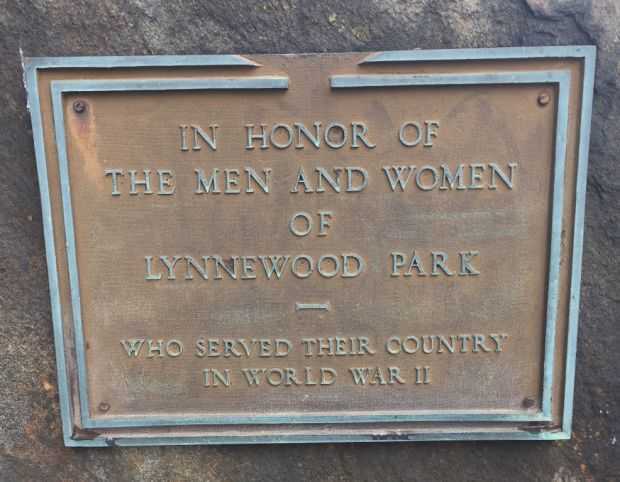 IN HONOR OF
THE MEN AND WOMEN
OF
LYNNEWOOD PARK
WHO SERVED THEIR COUNTRY
IN WORLD WAR II